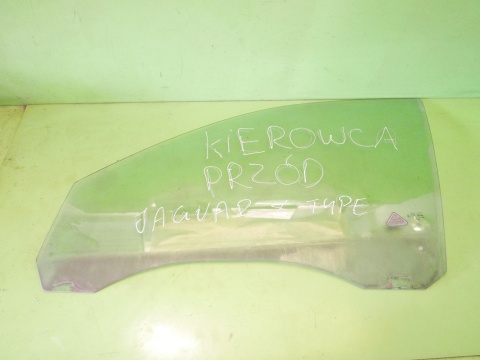 KIEROWCA
PRZÓD
JAGUAR X TYPE